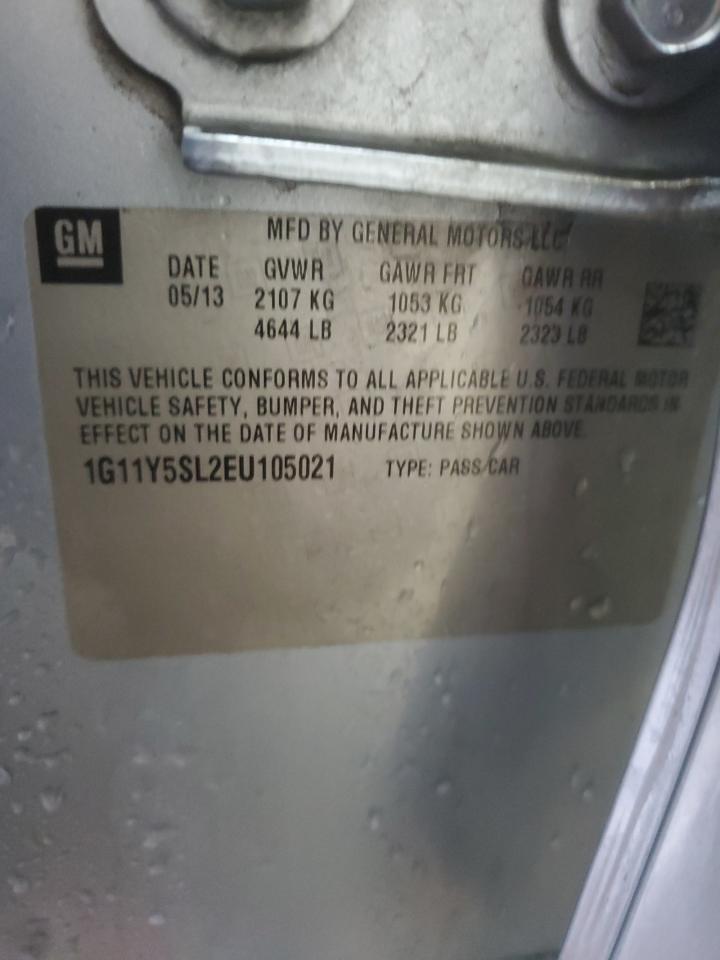 GM
MFD BY GENERAL MOTORS LLC
DATE GVWR GAWR FRT GAWR RR
05/13 2107 KG 1053 KG 1054 KG
4644 LB 2321 LB 2323 LB
THIS VEHICLE CONFORMS TO ALL APPLICABLE U.S. FEDERAL MOTOR
VEHICLE SAFETY, BUMPER, AND THEFT PREVENTION STANDARDS IN
EFFECT ON THE DATE OF MANUFACTURE SHOWN ABOVE.
1G11Y5SL2EU105021 TYPE: PASS/CAR